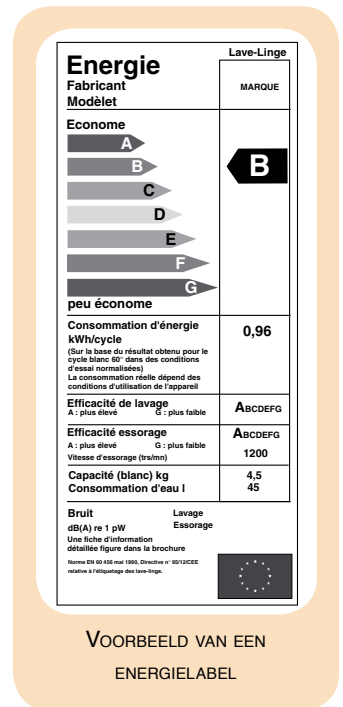 Lave-Linge
Energie
Fabricant
Modèlet
MARQUE
Econome
A
B
C
D
E
F
G
B
peu économe
Consommation d'énergie
kWh/cycle
0,96
(Sur la base du résultat obtenu pour le
cycle blanc 60° dans des conditions
d'essai normalisées)
La consommation réelle dépend des
conditions d'utilisation de l'appareil
Efficacité de lavage
A : plus élevé G : plus faible
ABCDEFG
Efficacité essorage
A : plus élevé G : plus faible
ABCDEFG
Vitesse d'essorage (trs/mn)
1200
Capacité (blanc) kg
4,5
Consommation d'eau l
45
Bruit
Lavage
dB(A) re 1 pW
Essorage
Une fiche d'information
détaillée figure dans la brochure
Norme EN 60 456 mai 1990, Directive n° 95/12/CEE
relative à l'étiquetage des lave-linge.
VOORBEELD VAN EEN
ENERGIELABEL